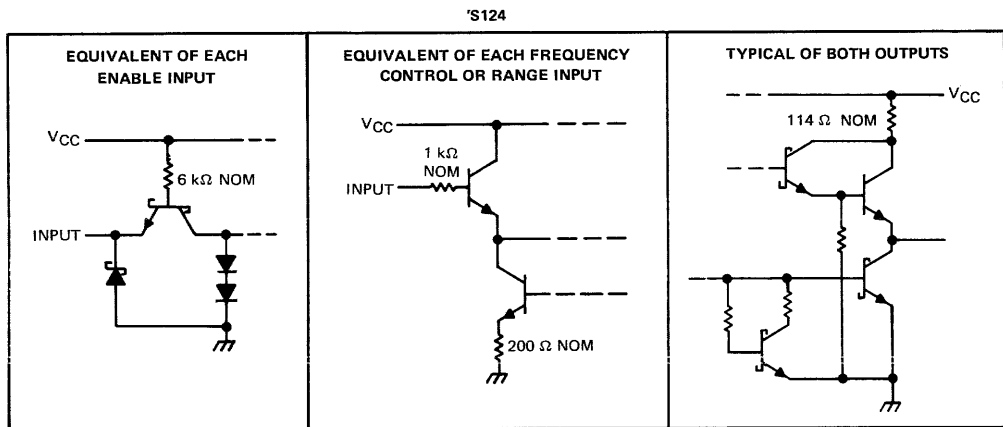 'S124
EQUIVALENT OF EACH
ENABLE INPUT
VCC
6 kΩ NOM
INPUT
EQUIVALENT OF EACH FREQUENCY
CONTROL OR RANGE INPUT
VCC
1 kΩ
NOM
INPUT
200 Ω NOM
TYPICAL OF BOTH OUTPUTS
VCC
114 Ω NOM